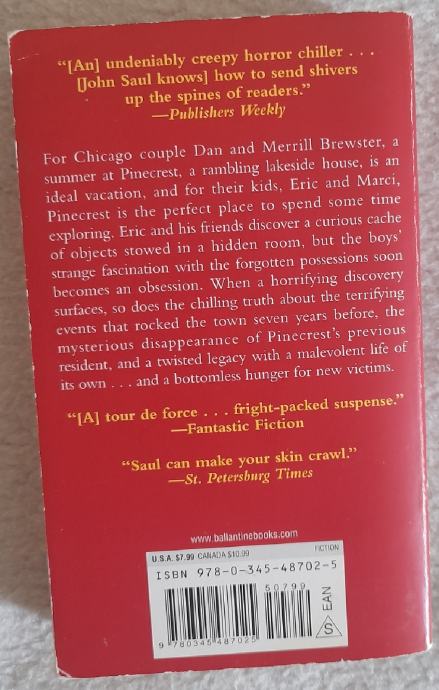 “[An] undeniably creepy horror chiller . . .
[John Saul knows] how to send shivers
up the spines of readers.”
—Publishers Weekly
For Chicago couple Dan and Merrill Brewster, a
summer at Pinecrest, a rambling lakeside house, is an
ideal vacation, and for their kids, Eric and Marci,
Pinecrest is the perfect place to spend some time
exploring. Eric and his friends discover a curious cache
of objects stowed in a hidden room, but the boys’
strange fascination with the forgotten possessions soon
becomes an obsession. When a horrifying discovery
surfaces, so does the chilling truth about the terrifying
events that rocked the town seven years before, the
mysterious disappearance of Pinecrest’s previous
resident, and a twisted legacy with a malevolent life of
its own . . . and a bottomless hunger for new victims.
“[A] tour de force . . . fright-packed suspense.”
—Fantastic Fiction
“Saul can make your skin crawl.”
—St. Petersburg Times
www.ballantinebooks.com
U.S.A. $7.99 CANADA $10.99 FICTION
ISBN 978-0-345-48702-5
50799
9 780345 487025
S EAN